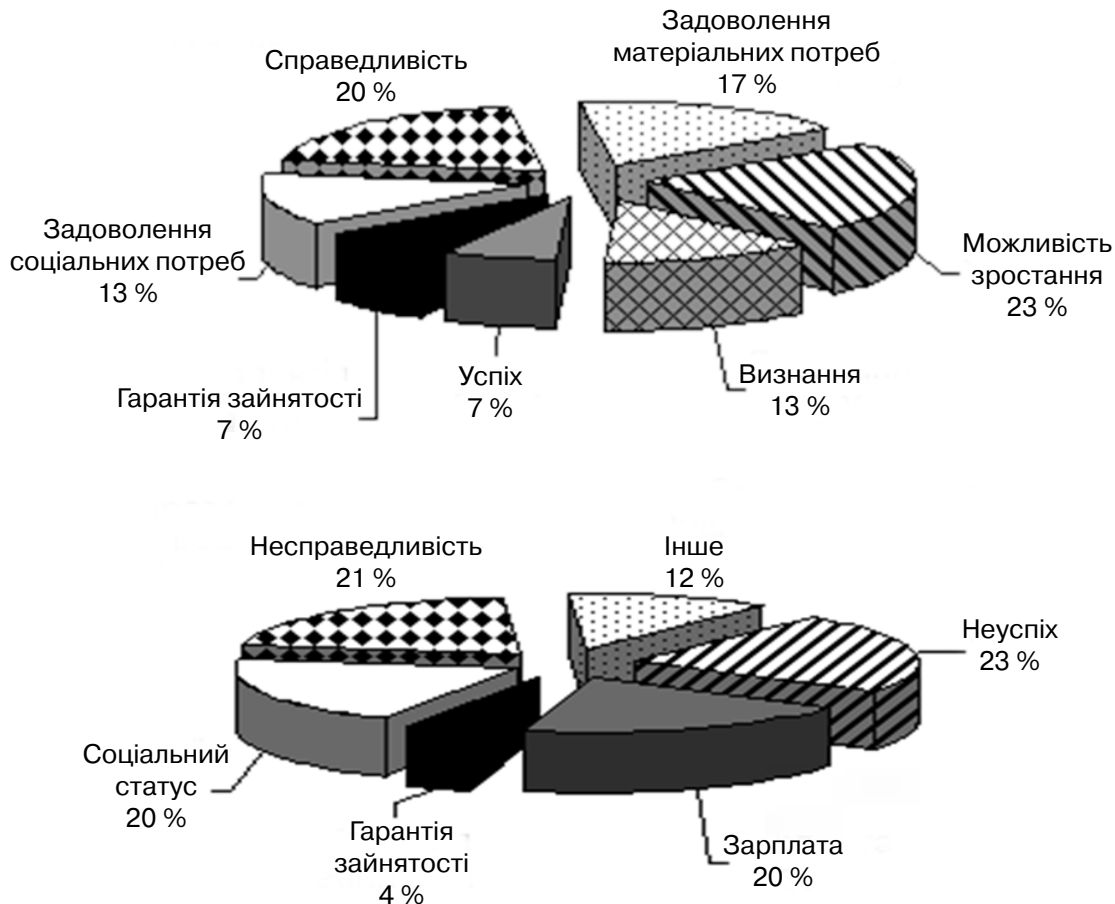 Справедливість
20 %
Задоволення
матеріальних потреб
17 %
Задоволення
соціальних потреб
13 %
Можливість
зростання
23 %
Гарантія зайнятості
7 %
Успіх
7 %
Визнання
13 %
Несправедливість
21 %
Інше
12 %
Неуспіх
23 %
Соціальний
статус
20 %
Гарантія
зайнятості
4 %
Зарплата
20 %